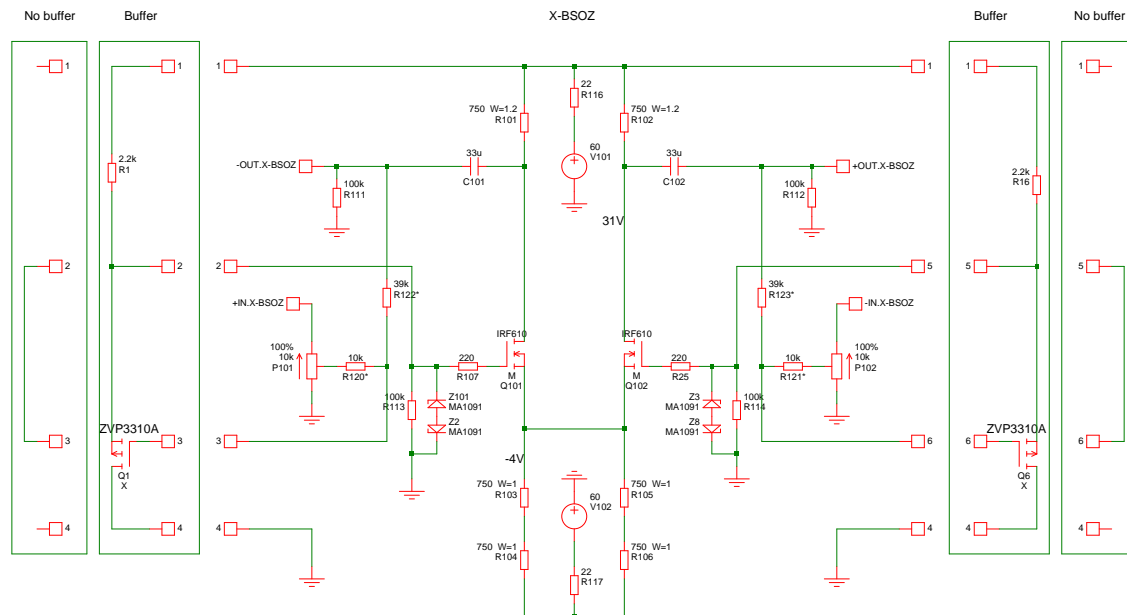 No buffer
Buffer
X-BSOZ
Buffer
No buffer
1
1
1
1
1
1
22
R116
750 W=1.2
R101
750 W=1.2
R102
60
V101
2.2k
R1
-OUT.X-BSOZ
33u
C101
33u
C102
+OUT.X-BSOZ
2.2k
R16
100k
R111
100k
R112
31V
2
2
2
5
5
5
39k
R122*
39k
R123*
+IN.X-BSOZ
-IN.X-BSOZ
IRF610
IRF610
100%
10k
P101
10k
R120*
220
R107
M
Q101
M
Q102
220
R25
10k
R121*
100%
10k
P102
100k
R113
Z101
MA1091
Z2
MA1091
Z3
MA1091
Z8
MA1091
100k
R114
ZVP3310A
ZVP3310A
3
3
3
6
6
6
-4V
Q1
X
Q6
X
750 W=1
R103
750 W=1
R105
60
V102
4
4
4
4
4
4
750 W=1
R104
750 W=1
R106
22
R117